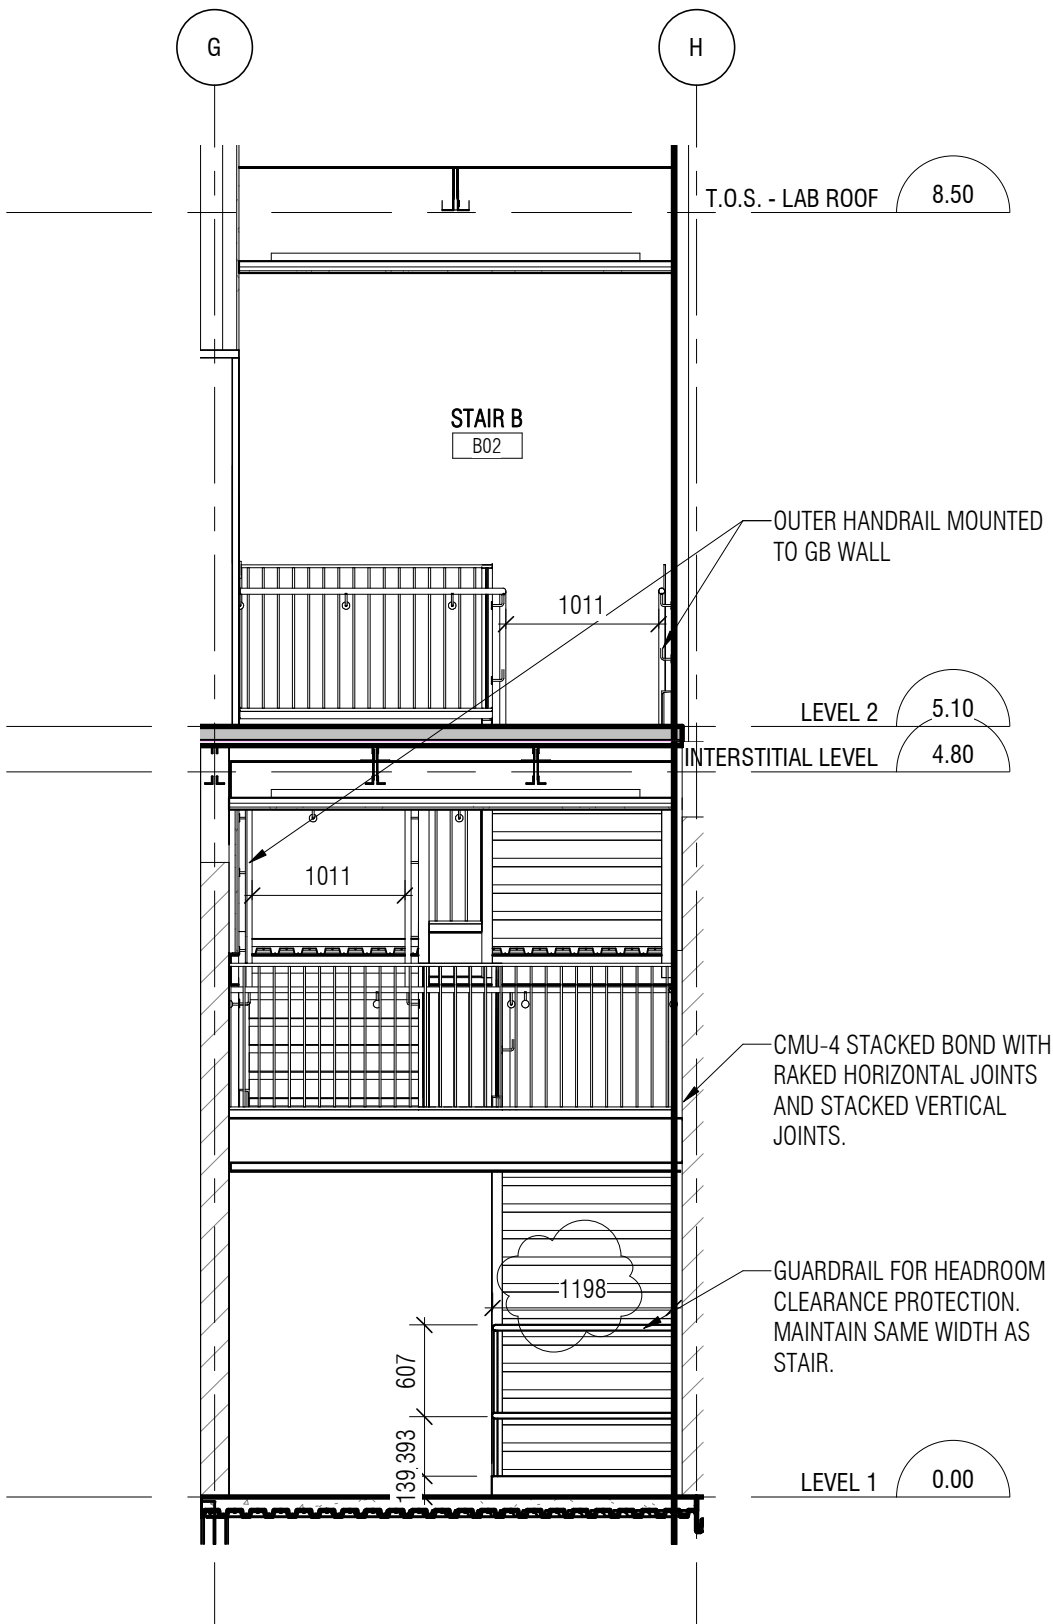 G
H
T.O.S. - LAB ROOF 8.50
STAIR B
B02
OUTER HANDRAIL MOUNTED
TO GB WALL
1011
LEVEL 2 5.10
INTERSTITIAL LEVEL 4.80
1011
CMU-4 STACKED BOND WITH
RAKED HORIZONTAL JOINTS
AND STACKED VERTICAL
JOINTS.
GUARDRAIL FOR HEADROOM
CLEARANCE PROTECTION.
MAINTAIN SAME WIDTH AS
STAIR.
1198
607
393
139
LEVEL 1 0.00